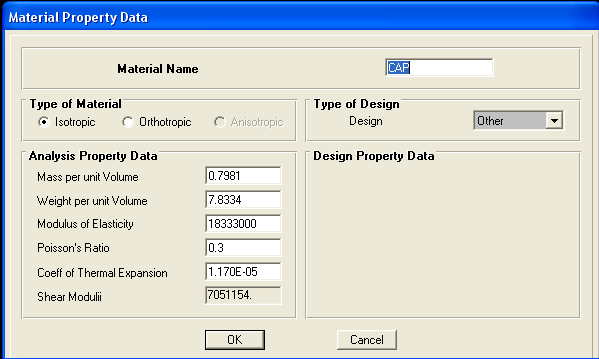 Material Property Data
Material Name CAP
Type of Material
Isotropic Orthotropic Anisotropic
Type of Design
Design Other
Analysis Property Data
Mass per unit Volume 0.7981
Weight per unit Volume 7.8334
Modulus of Elasticity 18333000
Poisson's Ratio 0.3
Coeff of Thermal Expansion 1.170E-05
Shear Modulii 7051154.
Design Property Data
OK Cancel